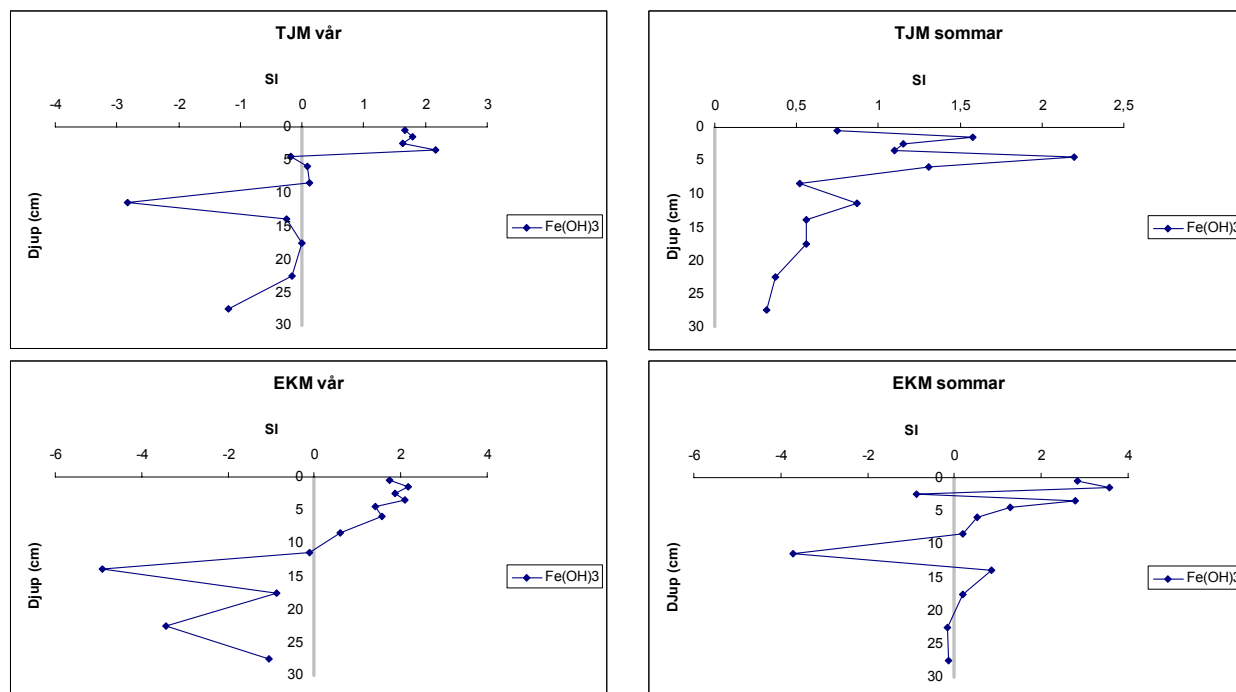 TJM vår
SI
-4 -3 -2 -1 0 1 2 3
0
5
10
15
20
25
30
Djup (cm)
Fe(OH)3
TJM sommar
SI
0 0,5 1 1,5 2 2,5
0
5
10
15
20
25
30
Djup (cm)
Fe(OH)3
EKM vår
SI
-6 -4 -2 0 2 4
0
5
10
15
20
25
30
Djup (cm)
Fe(OH)3
EKM sommar
SI
-6 -4 -2 0 2 4
0
5
10
15
20
25
30
DJup (cm)
Fe(OH)3